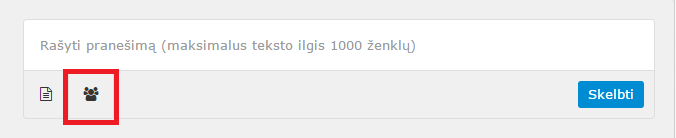 Rašyti pranešimą (maksimalus teksto ilgis 1000 ženklų)
Skelbti